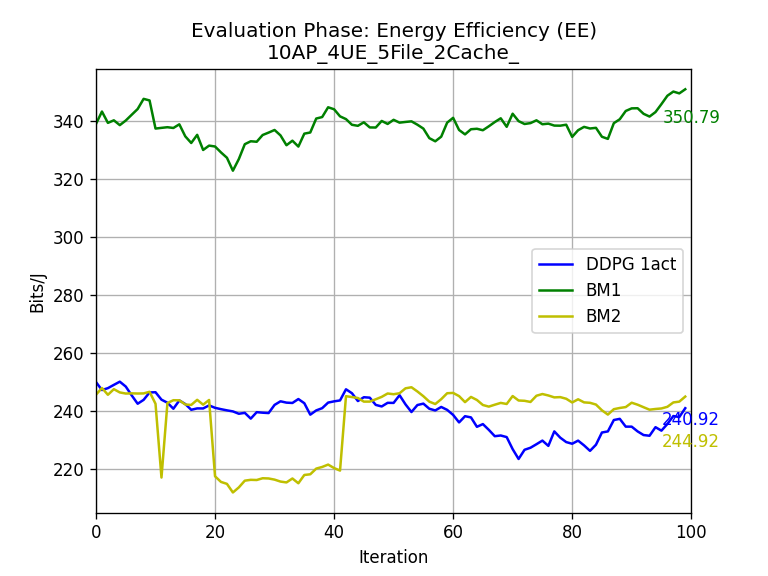 Evaluation Phase: Energy Efficiency (EE)
10AP_4UE_5File_2Cache_
Bits/J
340
320
300
280
260
240
220
350.79
DDPG 1act
BM1
BM2
240.92
244.92
0
20
40
60
80
100
Iteration